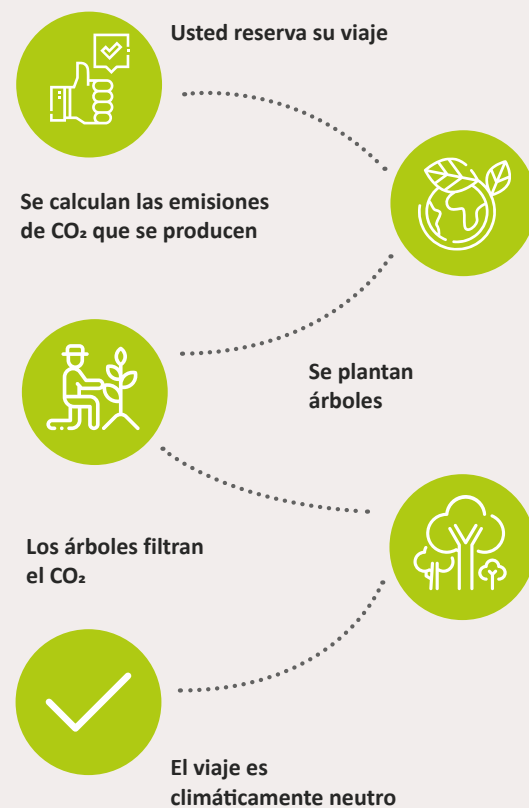 Usted reserva su viaje
Se calculan las emisiones
de CO₂ que se producen
Se plantan
árboles
Los árboles filtran
el CO₂
El viaje es
climáticamente neutro